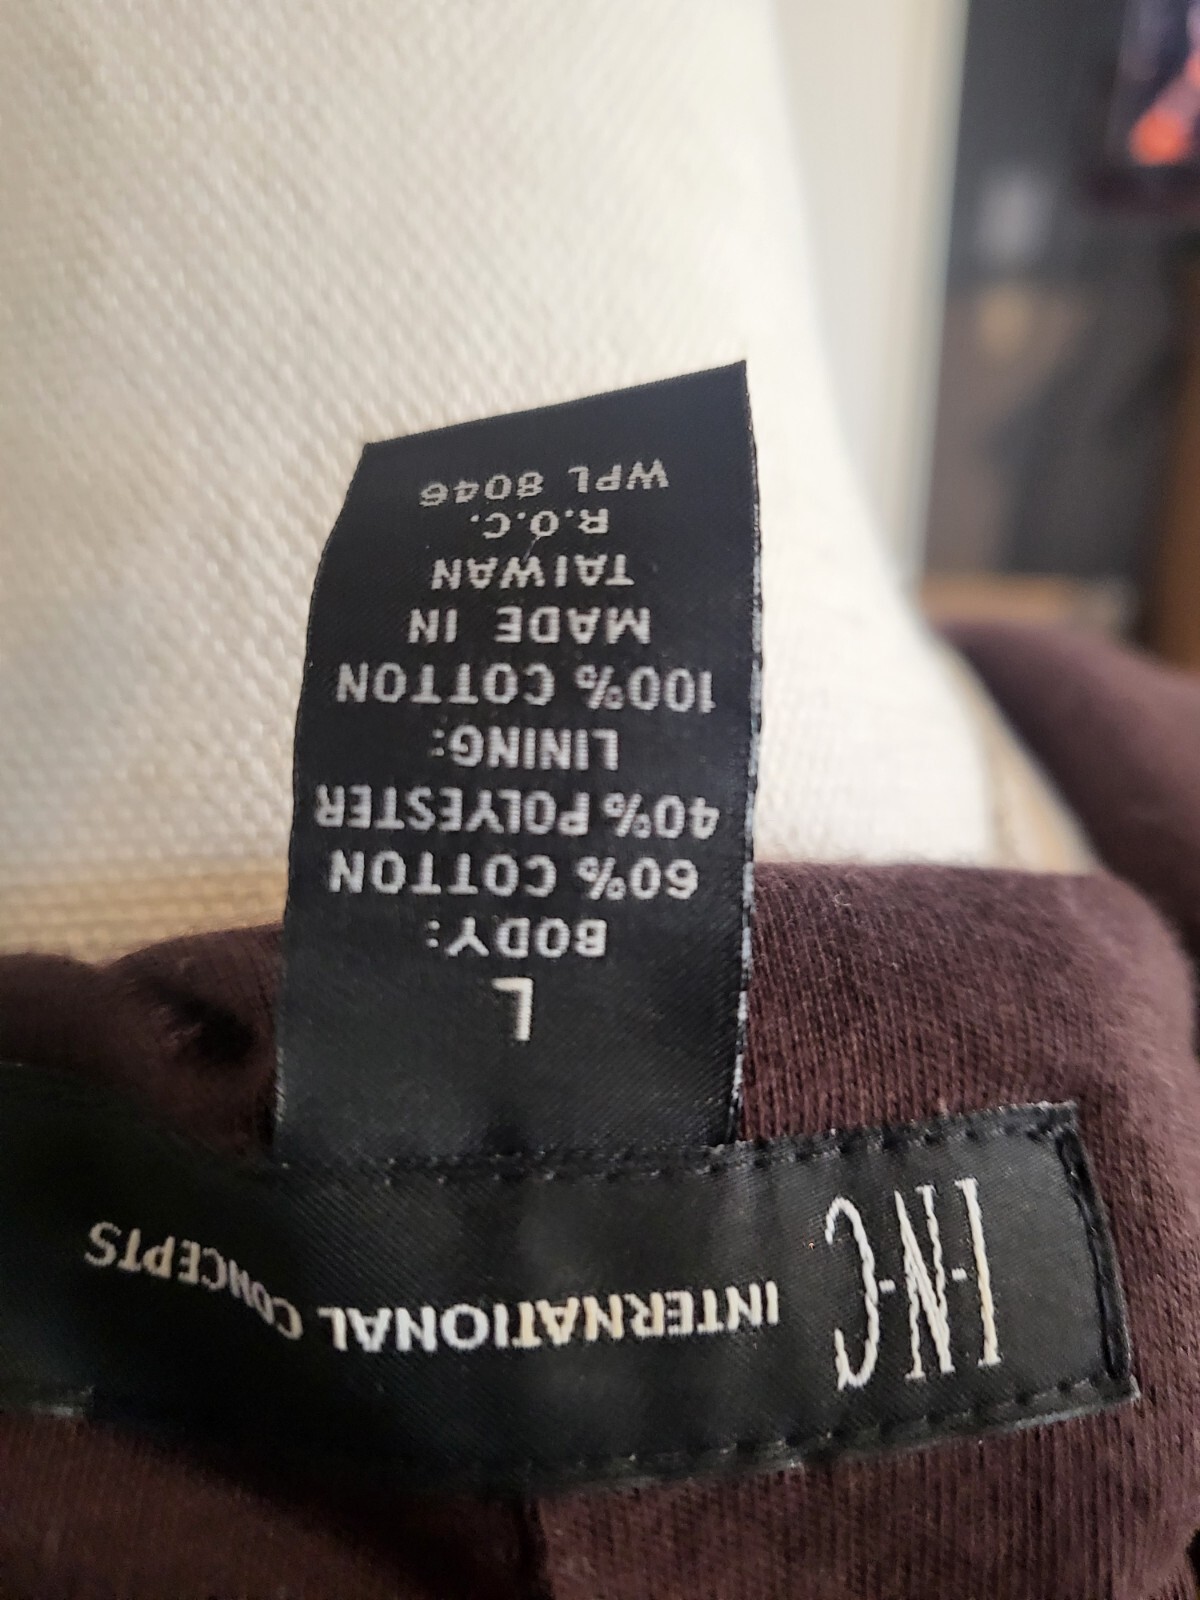 I-N-C INTERNATIONAL CONCEPTS
L
BODY:
60% COTTON
40% POLYESTER
LINING:
100% COTTON
MADE IN
TAIWAN
R.O.C.
WPL 8046